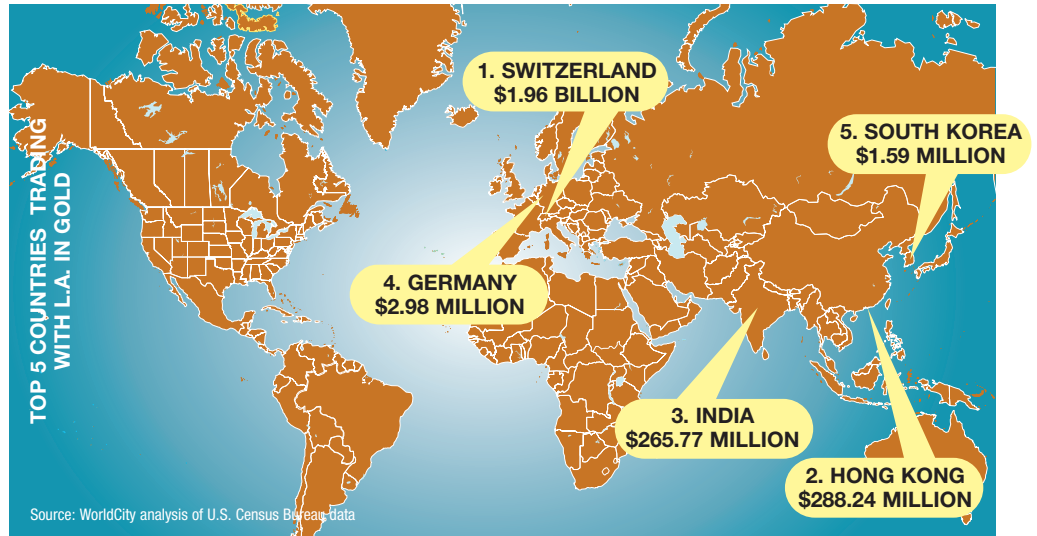 TOP 5 COUNTRIES TRADING
WITH L.A. IN GOLD
1. SWITZERLAND
$1.96 BILLION
5. SOUTH KOREA
$1.59 MILLION
4. GERMANY
$2.98 MILLION
3. INDIA
$265.77 MILLION
2. HONG KONG
$288.24 MILLION
Source: WorldCity analysis of U.S. Census Bureau data